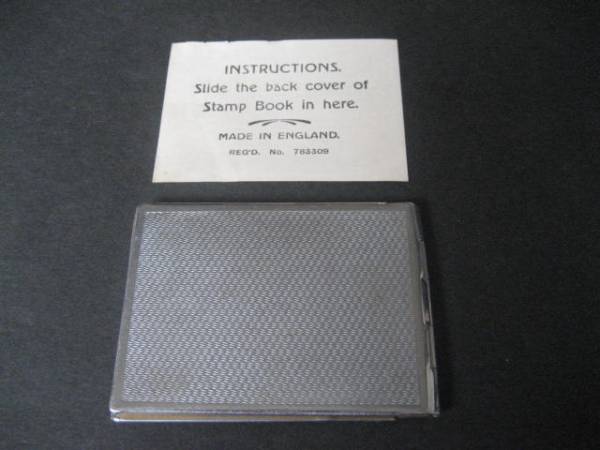 INSTRUCTIONS.
Slide the back cover of
Stamp Book in here.
MADE IN ENGLAND.
REG'D. No. 783309